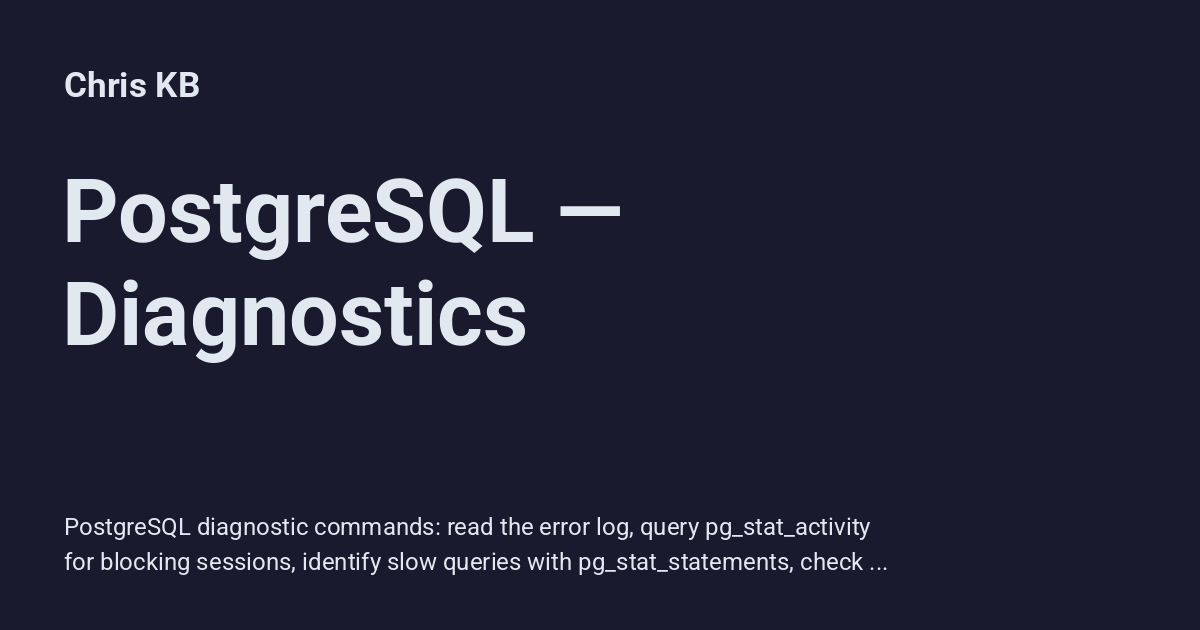 Chris KB
PostgreSQL —
Diagnostics
PostgreSQL diagnostic commands: read the error log, query pg_stat_activity
for blocking sessions, identify slow queries with pg_stat_statements, check ...